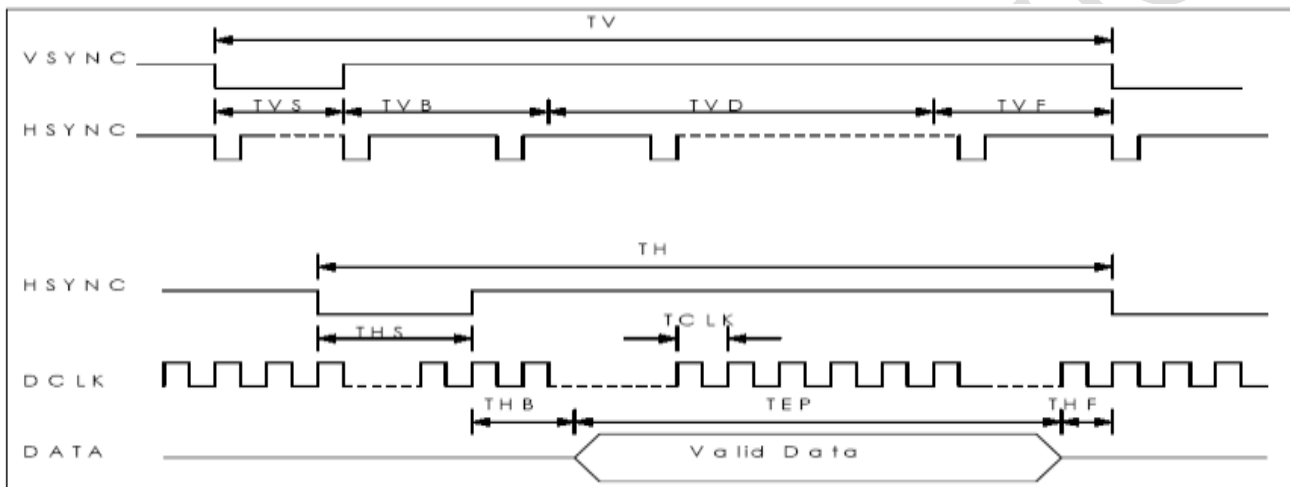 TV
VSYNC
TVS TVB TVD TVF
HSYNC
TH
HSYNC
THS TCLK
DCLK
THB TEP THF
DATA Valid Data